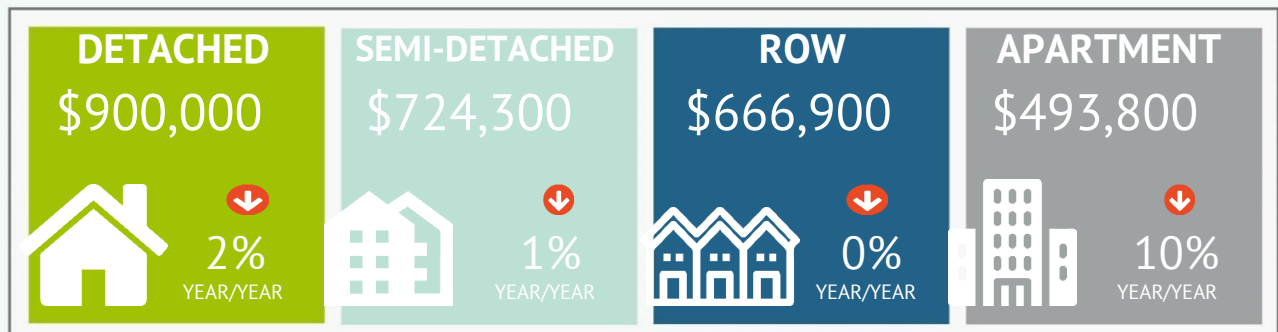 DETACHED
$900,000
2%
YEAR/YEAR
SEMI-DETACHED
$724,300
1%
YEAR/YEAR
ROW
$666,900
0%
YEAR/YEAR
APARTMENT
$493,800
10%
YEAR/YEAR